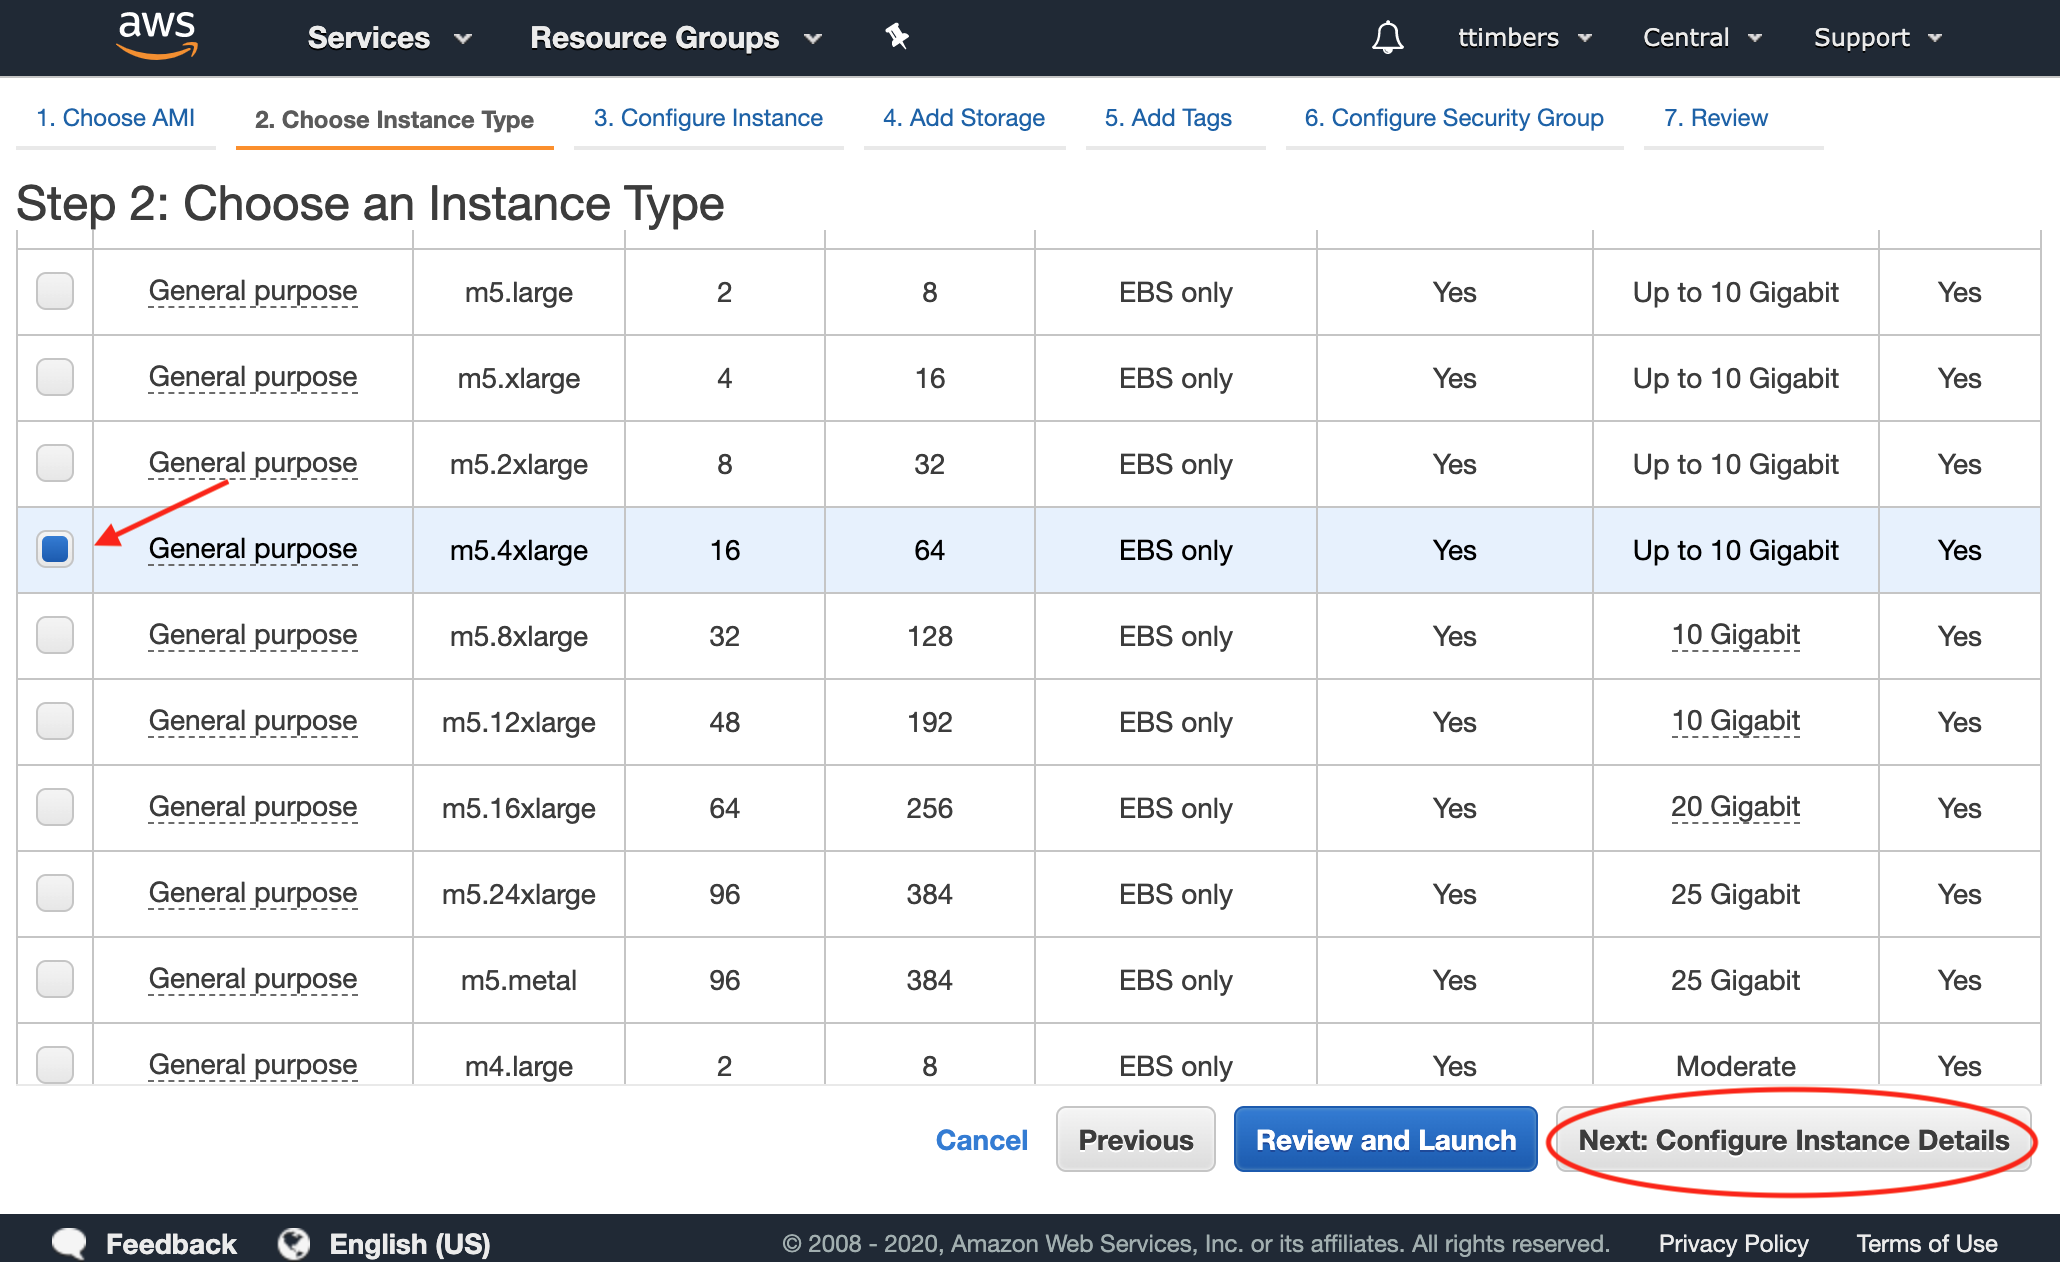 aws Services Resource Groups ttimbers Central Support
1. Choose AMI 2. Choose Instance Type 3. Configure Instance 4. Add Storage 5. Add Tags 6. Configure Security Group 7. Review
Step 2: Choose an Instance Type
General purpose m5.large 2 8 EBS only Yes Up to 10 Gigabit Yes
General purpose m5.xlarge 4 16 EBS only Yes Up to 10 Gigabit Yes
General purpose m5.2xlarge 8 32 EBS only Yes Up to 10 Gigabit Yes
General purpose m5.4xlarge 16 64 EBS only Yes Up to 10 Gigabit Yes
General purpose m5.8xlarge 32 128 EBS only Yes 10 Gigabit Yes
General purpose m5.12xlarge 48 192 EBS only Yes 10 Gigabit Yes
General purpose m5.16xlarge 64 256 EBS only Yes 20 Gigabit Yes
General purpose m5.24xlarge 96 384 EBS only Yes 25 Gigabit Yes
General purpose m5.metal 96 384 EBS only Yes 25 Gigabit Yes
General purpose m4.large 2 8 EBS only Yes Moderate Yes
Cancel Previous Review and Launch Next: Configure Instance Details
Feedback English (US) © 2008 - 2020, Amazon Web Services, Inc. or its affiliates. All rights reserved. Privacy Policy Terms of Use